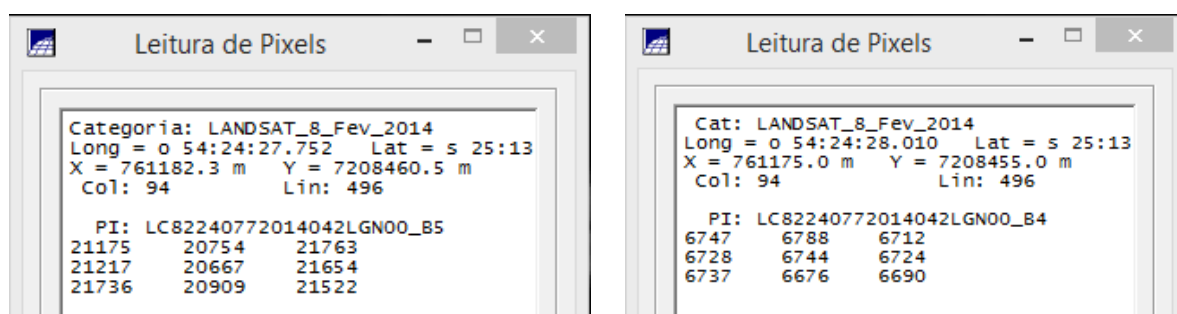 Leitura de Pixels
Categoria: LANDSAT_8_Fev_2014
Long = o 54:24:27.752 Lat = s 25:13
X = 761182.3 m Y = 7208460.5 m
Col: 94 Lin: 496
PI: LC82240772014042LGN00_B5
21175 20754 21763
21217 20667 21654
21736 20909 21522
Leitura de Pixels
Cat: LANDSAT_8_Fev_2014
Long = o 54:24:28.010 Lat = s 25:13
X = 761175.0 m Y = 7208455.0 m
Col: 94 Lin: 496
PI: LC82240772014042LGN00_B4
6747 6788 6712
6728 6744 6724
6737 6676 6690